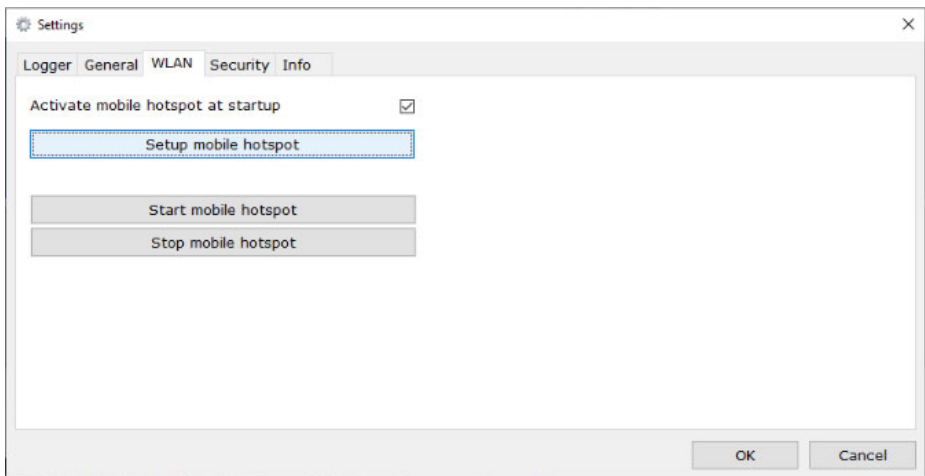 Settings
Logger General WLAN Security Info
Activate mobile hotspot at startup
Setup mobile hotspot
Start mobile hotspot
Stop mobile hotspot
OK Cancel